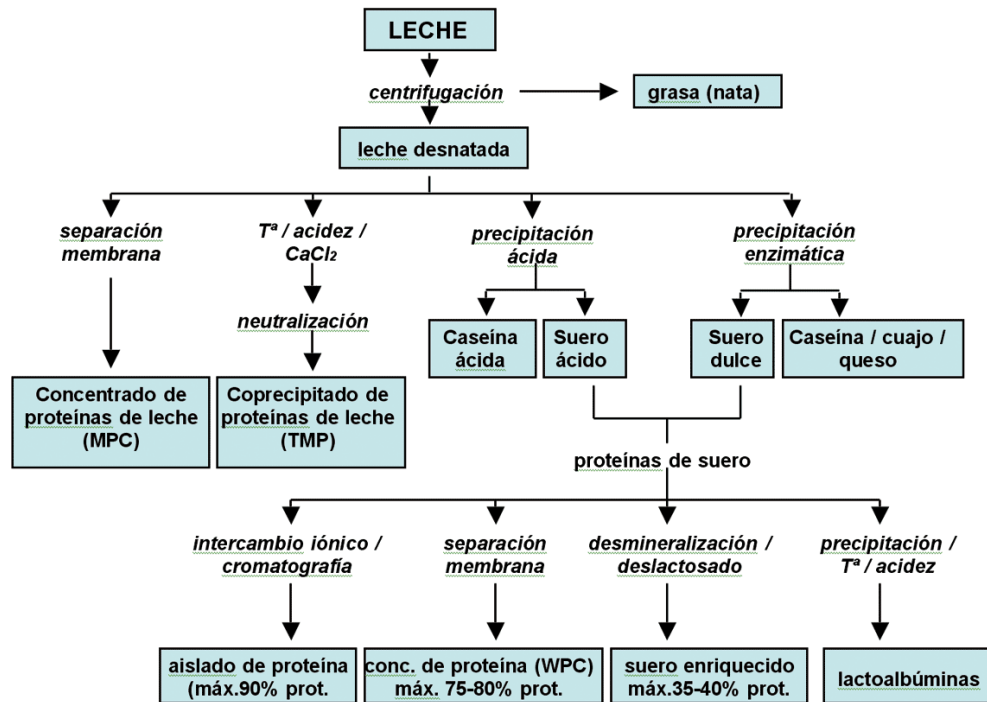 LECHE
centrifugación
grasa (nata)
leche desnatada
separación
membrana
Tª / acidez /
CaCl₂
neutralización
precipitación
ácida
precipitación
enzimática
Caseína
ácida
Suero
ácido
Suero
dulce
Caseína / cuajo /
queso
Concentrado de
proteínas de leche
(MPC)
Coprecipitado de
proteínas de leche
(TMP)
proteínas de suero
intercambio iónico /
cromatografía
separación
membrana
desmineralización /
deslactosado
precipitación /
Tª / acidez
aislado de proteína
(máx.90% prot.
conc. de proteína (WPC)
máx. 75-80% prot.
suero enriquecido
máx.35-40% prot.
lactoalbúminas